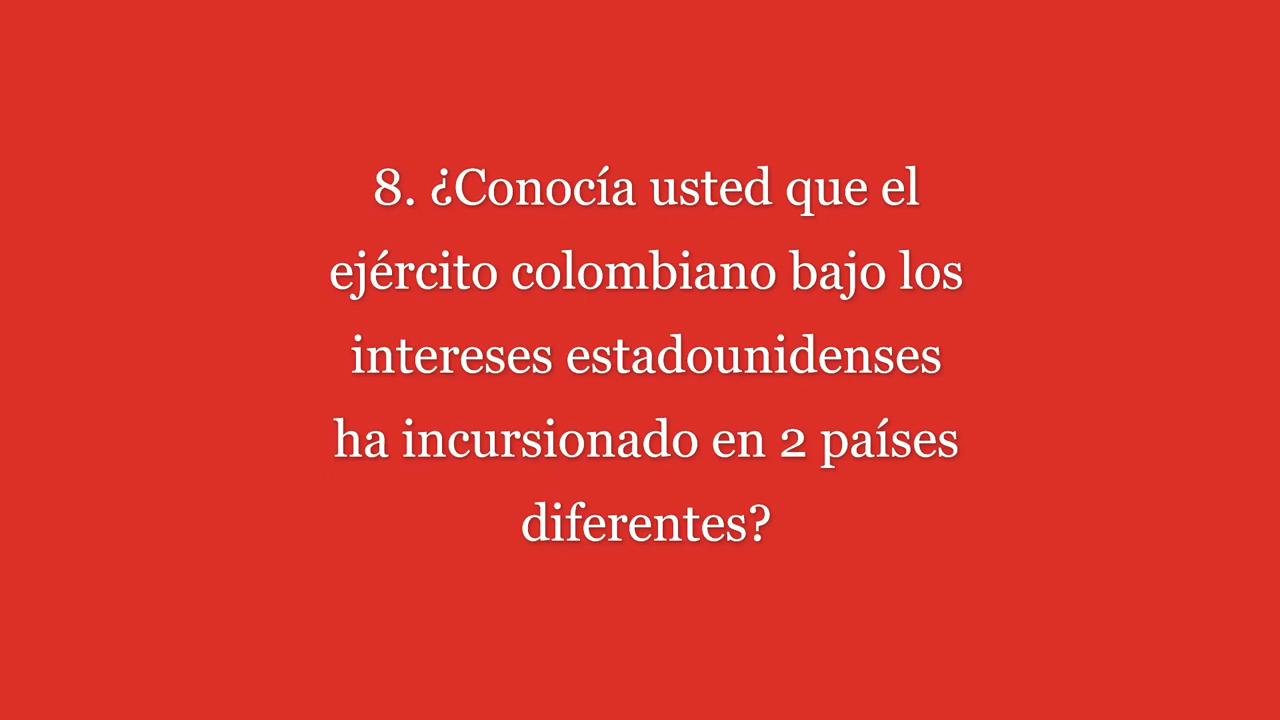 8. ¿Conocía usted que el
ejército colombiano bajo los
intereses estadounidenses
ha incursionado en 2 países
diferentes?